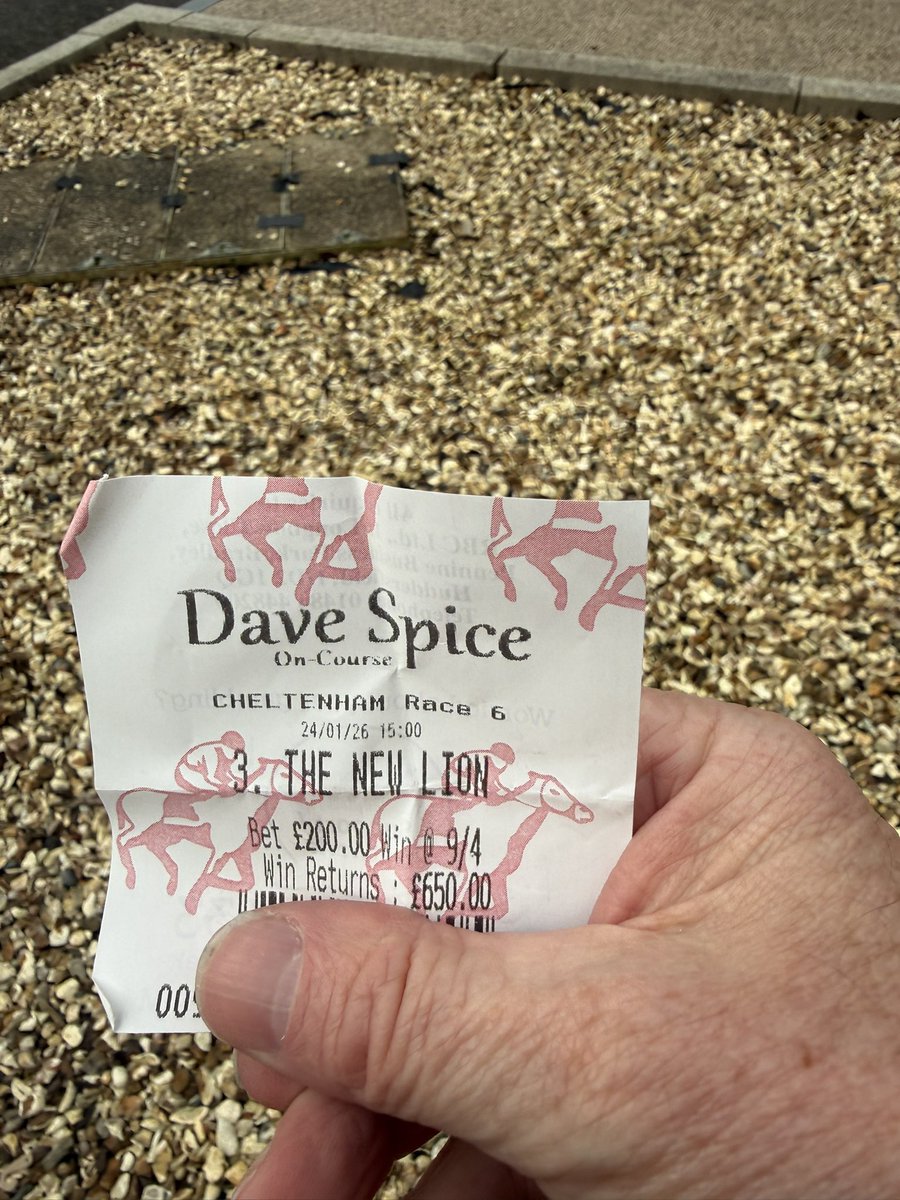 Dave Spice
On-Course
CHELTENHAM Race 6
24/01/26 15:00
3. THE NEW LION
Bet £200.00 Win @ 9/4
Win Returns : £650.00